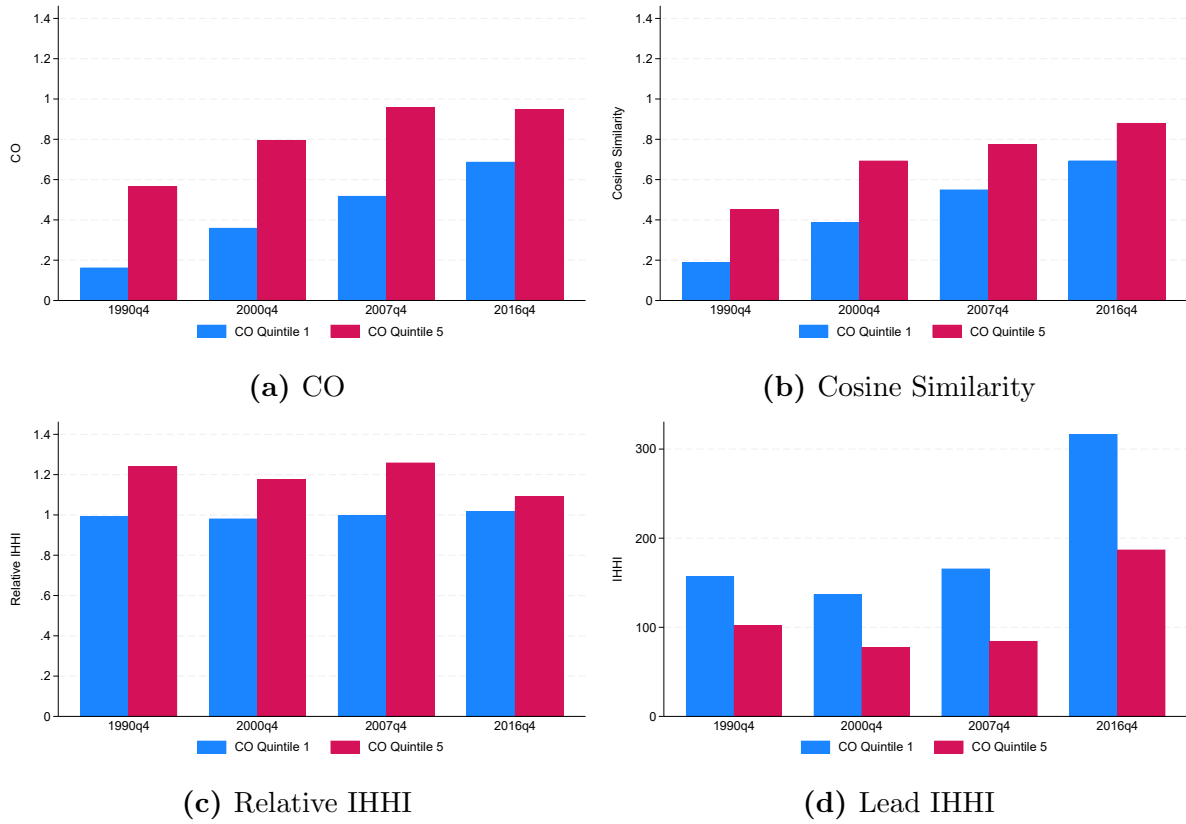 1.4
1.2
1
.8
.6
.4
.2
0
CO
1990q4 2000q4 2007q4 2016q4
CO Quintile 1 CO Quintile 5
(a) CO
1.4
1.2
1
.8
.6
.4
.2
0
Cosine Similarity
1990q4 2000q4 2007q4 2016q4
CO Quintile 1 CO Quintile 5
(b) Cosine Similarity
1.4
1.2
1
.8
.6
.4
.2
0
Relative IHHI
1990q4 2000q4 2007q4 2016q4
CO Quintile 1 CO Quintile 5
(c) Relative IHHI
300
200
100
0
IHHI
1990q4 2000q4 2007q4 2016q4
CO Quintile 1 CO Quintile 5
(d) Lead IHHI